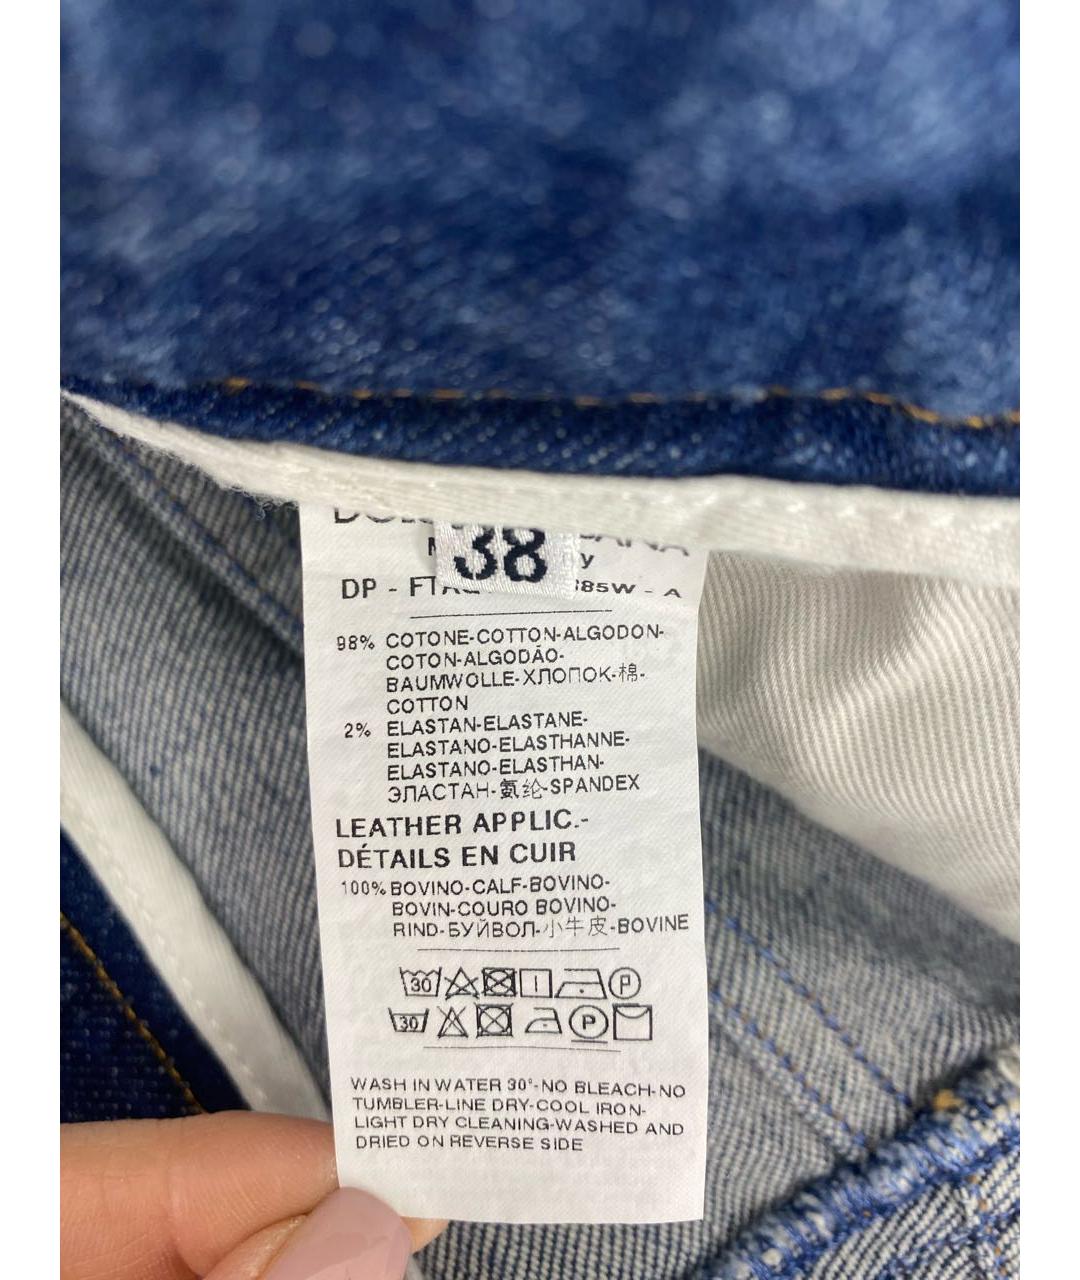 38
DP -
- A
98% COTONE-COTTON-ALGODON-
COTON-ALGODÃO-
BAUMWOLLE-ХЛОПОК-棉-
COTTON
2% ELASTAN-ELASTANE-
ELASTANO-ELASTHANNE-
ELASTANO-ELASTHAN-
ЭЛАСТАН-氨纶-SPANDEX
LEATHER APPLIC.-
DÉTAILS EN CUIR
100% BOVINO-CALF-BOVINO-
BOVIN-COURO BOVINO-
RIND-БУЙВОЛ-小牛皮-BOVINE
30 P
30 P
WASH IN WATER 30°-NO BLEACH-NO
TUMBLER-LINE DRY-COOL IRON-
LIGHT DRY CLEANING-WASHED AND
DRIED ON REVERSE SIDE